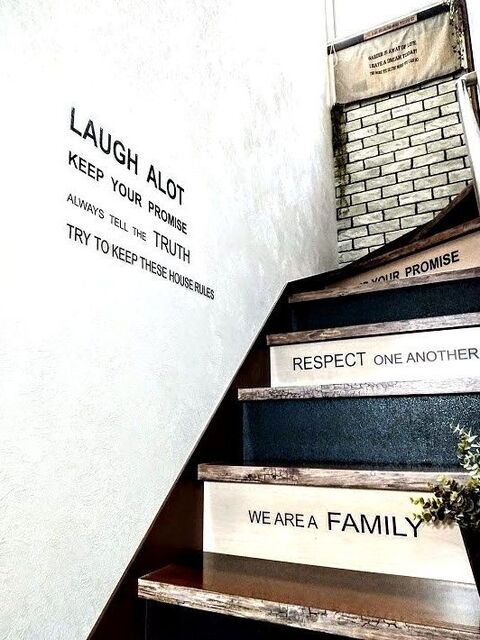 LAUGH ALOT
KEEP YOUR PROMISE
ALWAYS TELL THE TRUTH
TRY TO KEEP THESE HOUSE RULES
YOUR PROMISE
RESPECT ONE ANOTHER
WE ARE A FAMILY